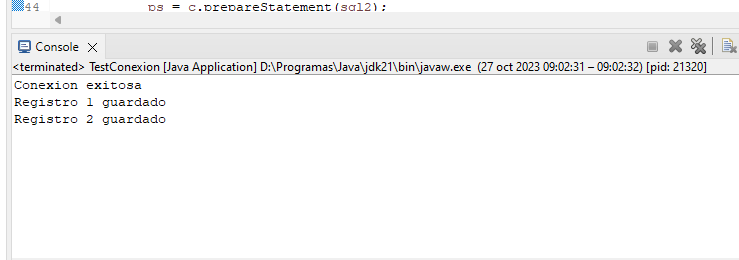 44 ps = c.prepareStatement(sql2);
Console
<terminated> TestConexion [Java Application] D:\Programas\Java\jdk21\bin\javaw.exe (27 oct 2023 09:02:31 – 09:02:32) [pid: 21320]
Conexion exitosa
Registro 1 guardado
Registro 2 guardado